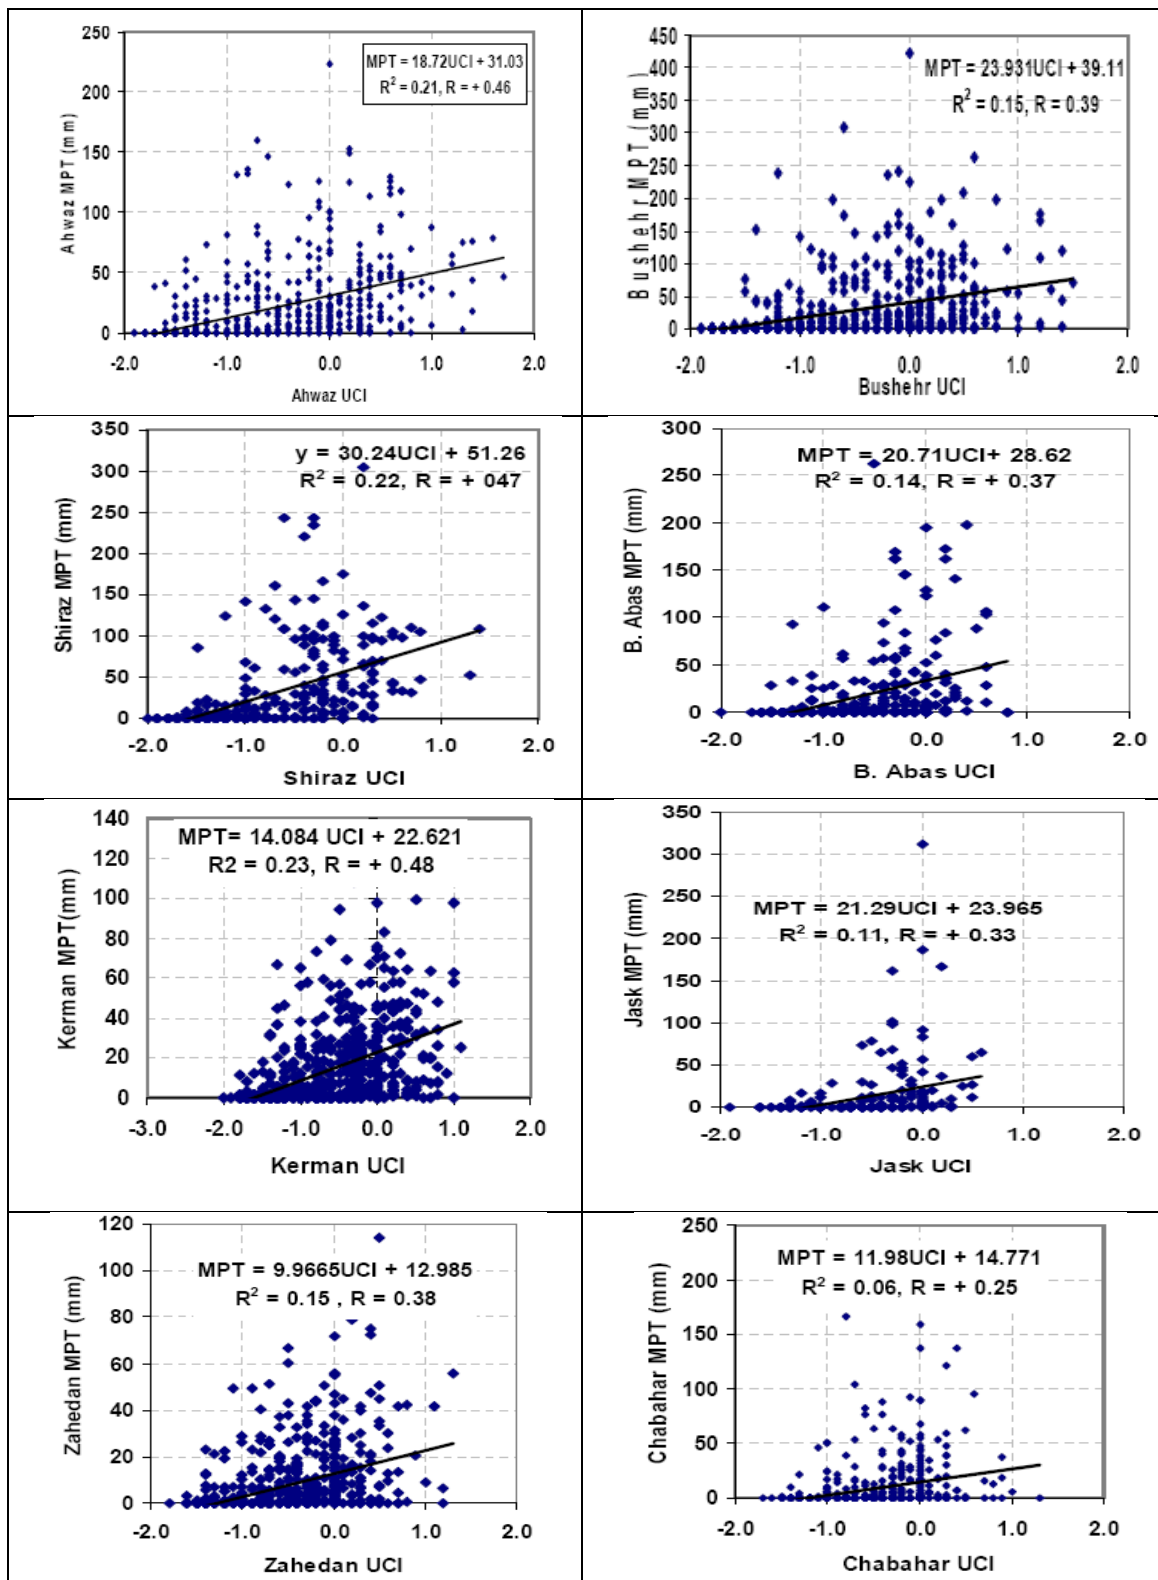 250
200
150
100
50
0
Ahwaz MPT (mm)
MPT = 18.72UCI + 31.03
R² = 0.21, R = + 0.46
-2.0 -1.0 0.0 1.0 2.0
Ahwaz UCI
450
400
350
300
250
200
150
100
50
0
Bushehr MPT (mm)
MPT = 23.931UCI + 39.11
R² = 0.15, R = 0.39
-2.0 -1.0 0.0 1.0 2.0
Bushehr UCI
350
300
250
200
150
100
50
0
Shiraz MPT (mm)
y = 30.24UCI + 51.26
R² = 0.22, R = + 047
-2.0 -1.0 0.0 1.0 2.0
Shiraz UCI
300
250
200
150
100
50
0
B. Abas MPT (mm)
MPT = 20.71UCI+ 28.62
R² = 0.14, R = + 0.37
-2.0 -1.0 0.0 1.0 2.0
B. Abas UCI
140
120
100
80
60
40
20
0
Kerman MPT(mm)
MPT= 14.084 UCI + 22.621
R2 = 0.23, R = + 0.48
-3.0 -2.0 -1.0 0.0 1.0 2.0
Kerman UCI
350
300
250
200
150
100
50
0
Jask MPT (mm)
MPT = 21.29UCI + 23.965
R² = 0.11, R = + 0.33
-2.0 -1.0 0.0 1.0 2.0
Jask UCI
120
100
80
60
40
20
0
Zahedan MPT (mm)
MPT = 9.9665UCI + 12.985
R² = 0.15 , R = 0.38
-2.0 -1.0 0.0 1.0 2.0
Zahedan UCI
250
200
150
100
50
0
Chabahar MPT (mm)
MPT = 11.98UCI + 14.771
R² = 0.06, R = + 0.25
-2.0 -1.0 0.0 1.0 2.0
Chabahar UCI